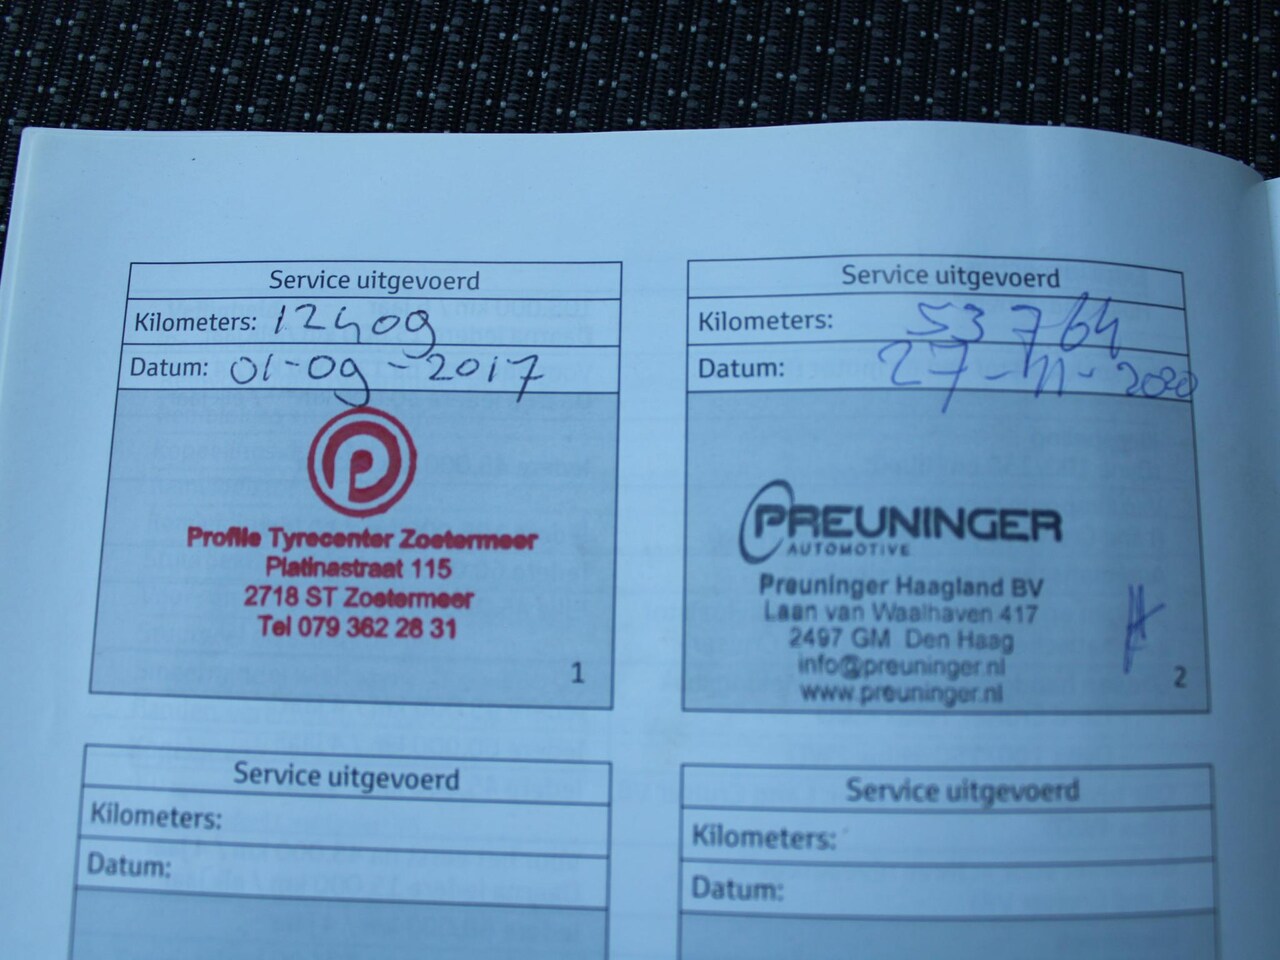 Service uitgevoerd
Kilometers: 12409
Datum: 01-09-2017
Profile Tyrecenter Zoetermeer
Platinastraat 115
2718 ST Zoetermeer
Tel 079 362 28 31
1
Service uitgevoerd
Kilometers: 53764
Datum: 27-11-2020
PREUNINGER
AUTOMOTIVE
Preuninger Haagland BV
Laan van Waalhaven 417
2497 GM Den Haag
info@preuninger.nl
www.preuninger.nl
2
Service uitgevoerd
Kilometers:
Datum:
Service uitgevoerd
Kilometers:
Datum: